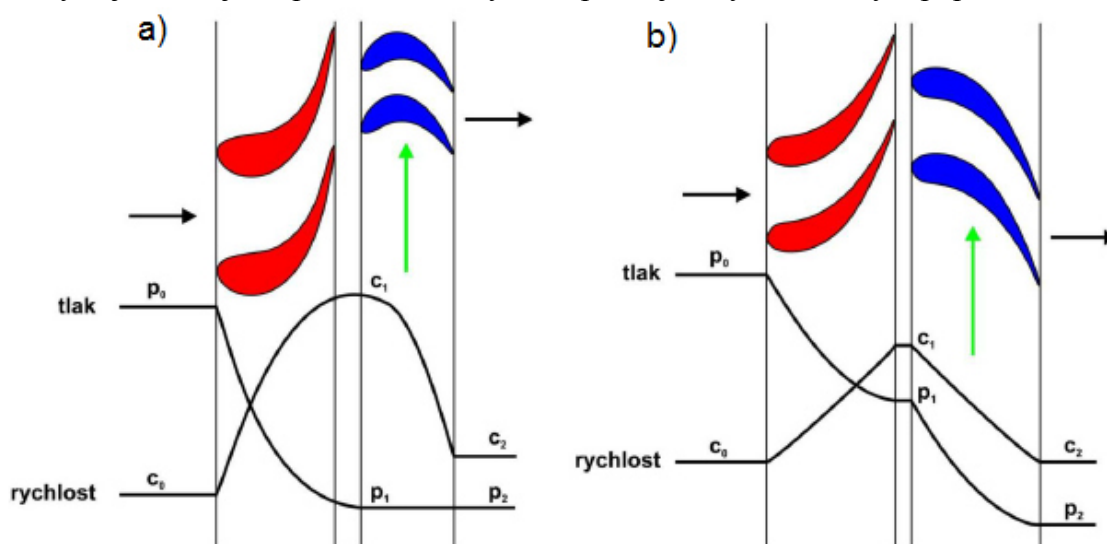 a)
tlak
p₀
c₁
rychlost
c₀
p₁
c₂
p₂
b)
tlak
p₀
c₁
p₁
rychlost
c₀
c₂
p₂